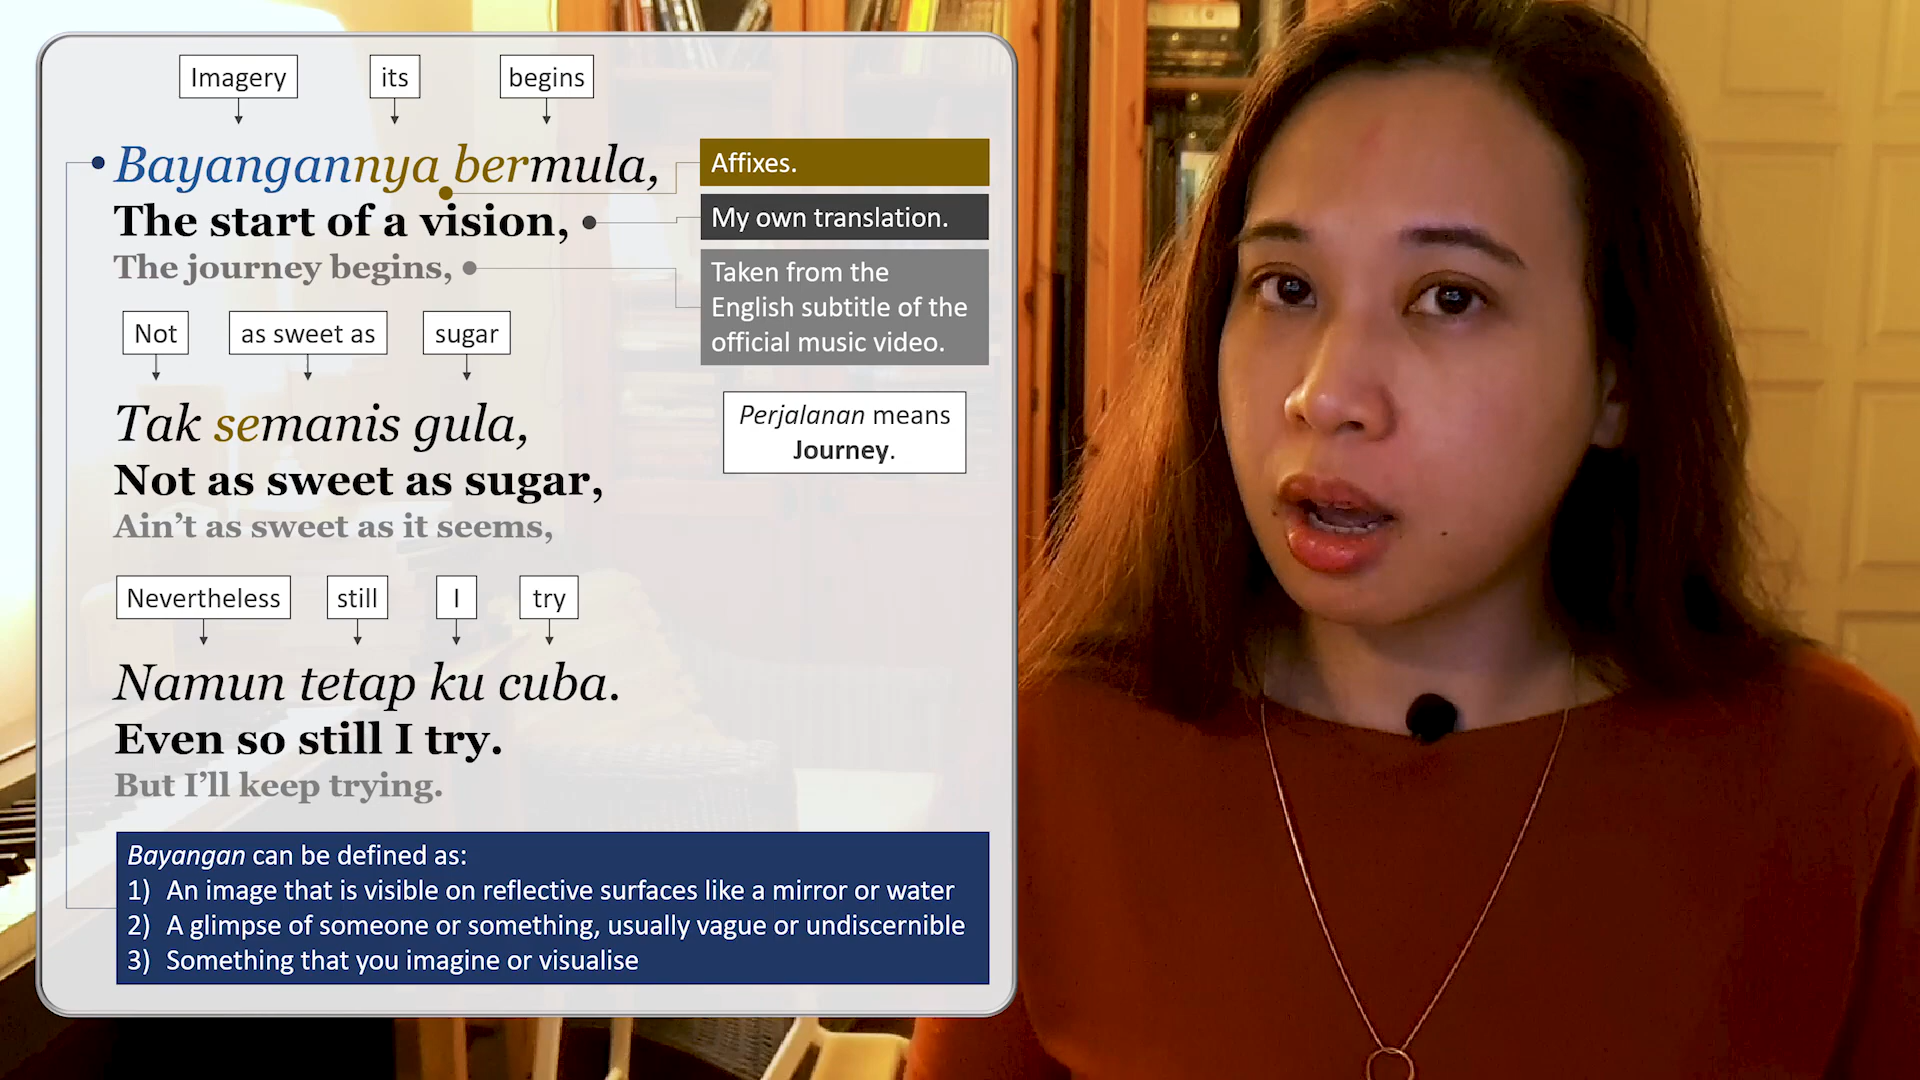 Imagery its begins
Bayangannya bermula,
The start of a vision,
The journey begins,
Affixes.
My own translation.
Taken from the
English subtitle of the
official music video.
Not as sweet as sugar
Tak semanis gula,
Not as sweet as sugar,
Ain't as sweet as it seems,
Perjalanan means
Journey.
Nevertheless still I try
Namun tetap ku cuba.
Even so still I try.
But I'll keep trying.
Bayangan can be defined as:
1) An image that is visible on reflective surfaces like a mirror or water
2) A glimpse of someone or something, usually vague or undiscernible
3) Something that you imagine or visualise